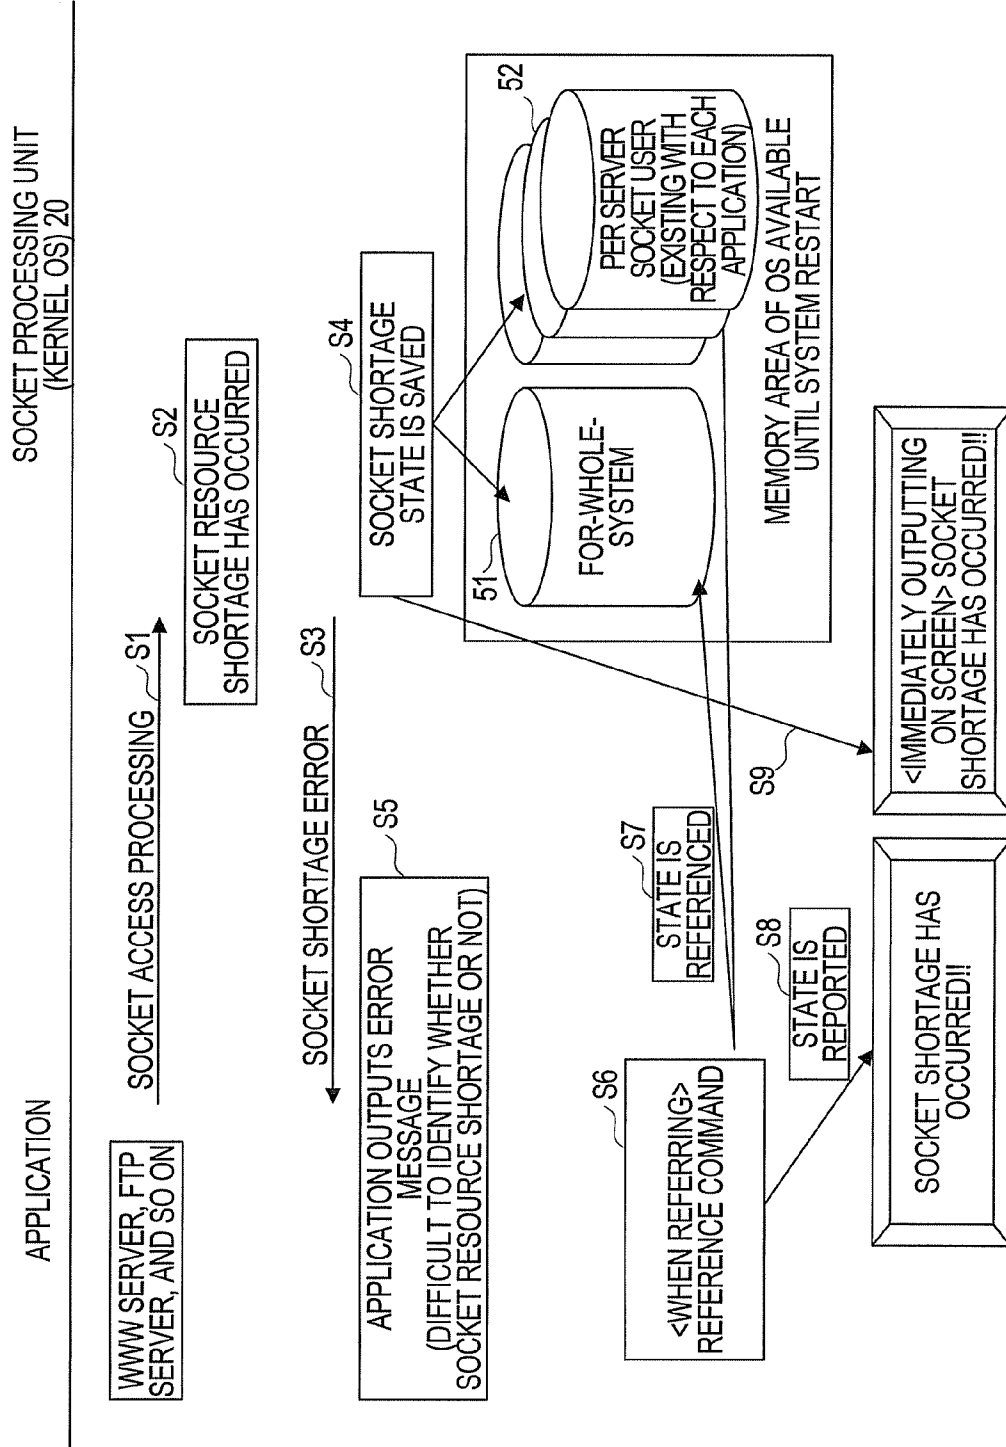 APPLICATION
SOCKET PROCESSING UNIT
(KERNEL OS) 20
WWW SERVER, FTP
SERVER, AND SO ON
SOCKET ACCESS PROCESSING
S1
S2
SOCKET RESOURCE
SHORTAGE HAS OCCURRED
SOCKET SHORTAGE ERROR
S3
S4
SOCKET SHORTAGE
STATE IS SAVED
S5
APPLICATION OUTPUTS ERROR
MESSAGE
(DIFFICULT TO IDENTIFY WHETHER
SOCKET RESOURCE SHORTAGE OR NOT)
51
FOR-WHOLE-
SYSTEM
52
PER SERVER
SOCKET USER
(EXISTING WITH
RESPECT TO EACH
APPLICATION)
MEMORY AREA OF OS AVAILABLE
UNTIL SYSTEM RESTART
S6
<WHEN REFERRING>
REFERENCE COMMAND
S7
STATE IS
REFERENCED
S8
STATE IS
REPORTED
S9
SOCKET SHORTAGE HAS
OCCURRED!!
<IMMEDIATELY OUTPUTTING
ON SCREEN> SOCKET
SHORTAGE HAS OCCURRED!!